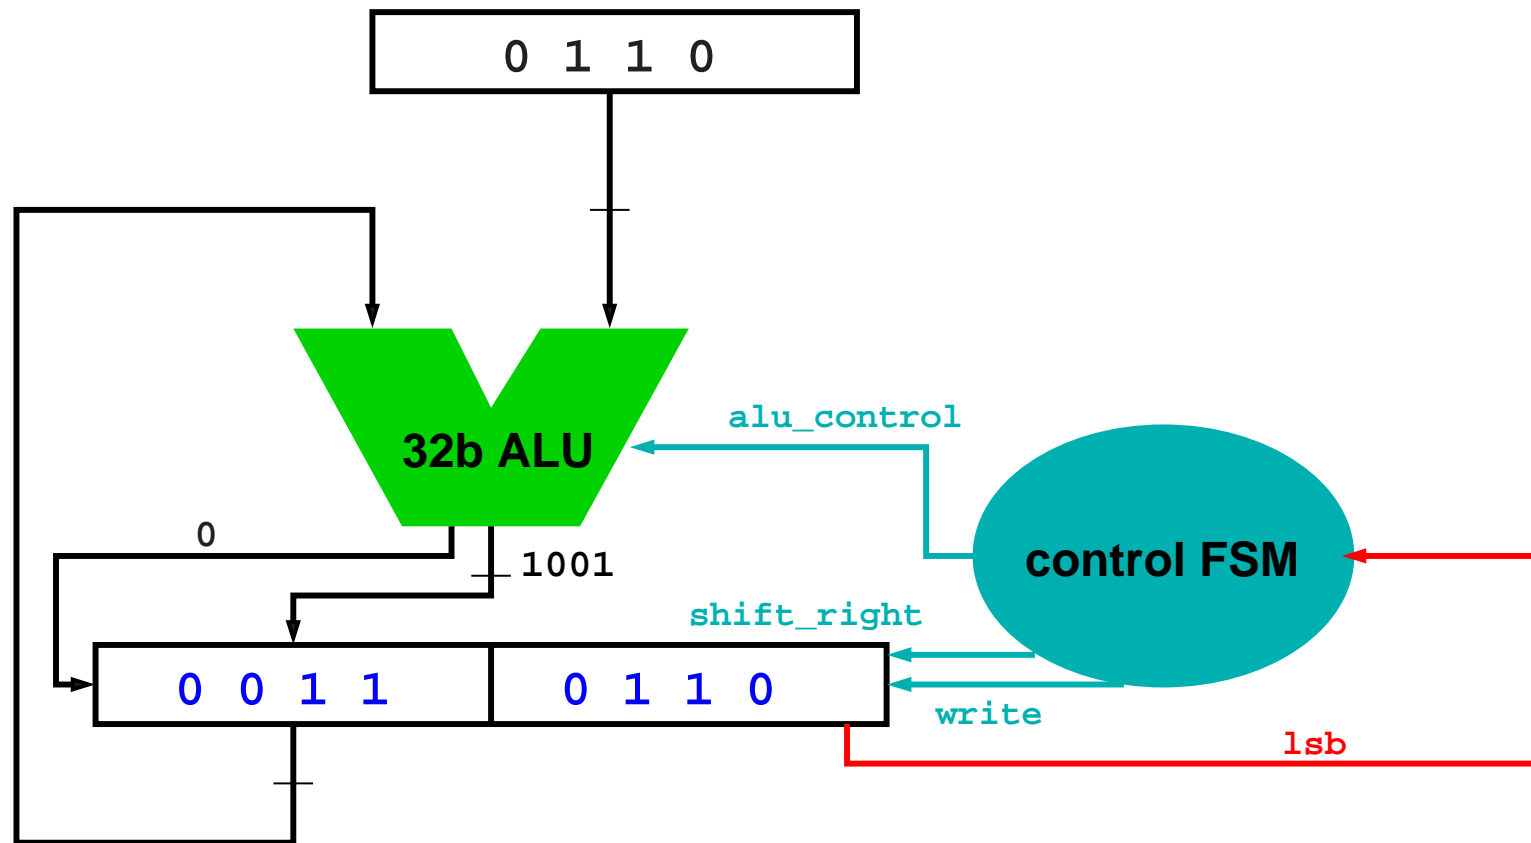 0 1 1 0
alu_control
32b ALU
0
1001
control FSM
shift_right
0 0 1 1 0 1 1 0
write
lsb